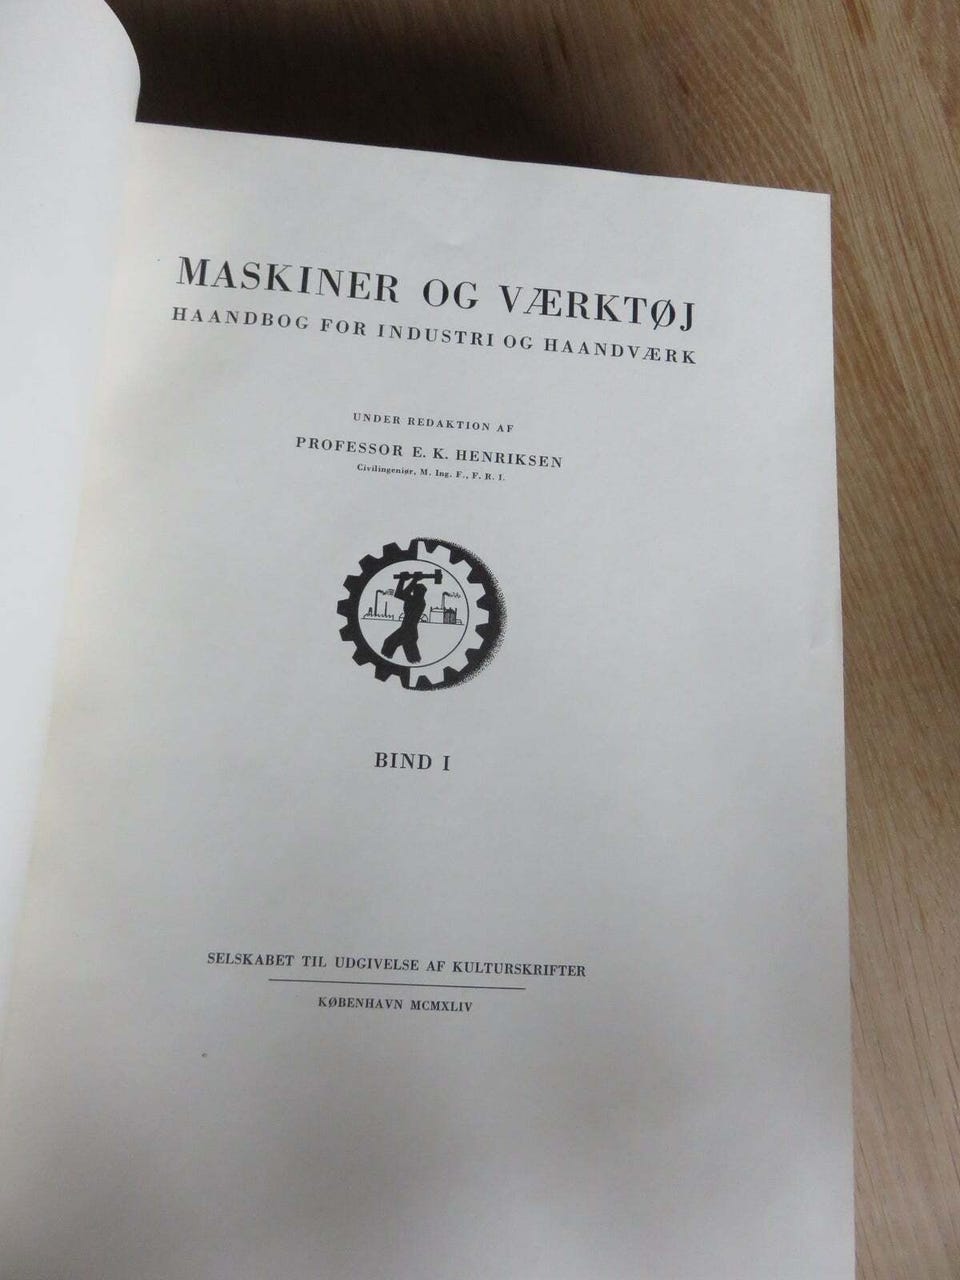 MASKINER OG VÆRKTØJ
HAANDBOG FOR INDUSTRI OG HAANDVÆRK
UNDER REDAKTION AF
PROFESSOR E. K. HENRIKSEN
Civilingeniør, M. Ing. F., F. R. I.
BIND I
SELSKABET TIL UDGIVELSE AF KULTURSKRIFTER
KØBENHAVN MCMXLIV